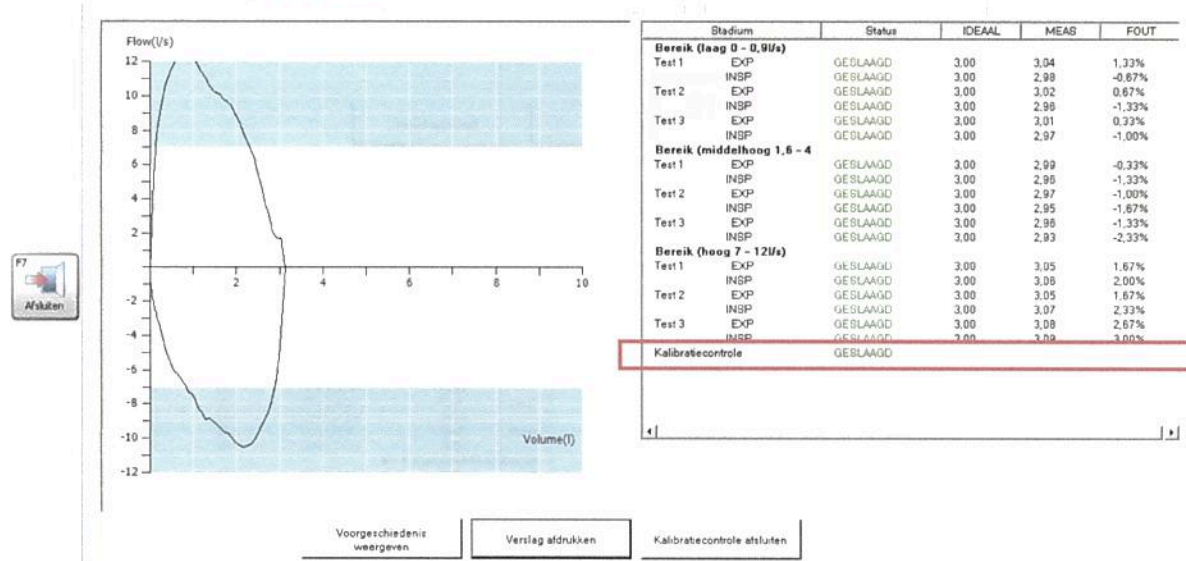 F7
Afsluiten
Flow(l/s)
12
10
8
6
4
2
2 4 6 8 10
-2
-4
-6
-8
-10
-12
Volume(l)
Stadium Status IDEAAL MEAS FOUT
Bereik (laag 0 - 0,9l/s)
Test 1 EXP GESLAAGD 3,00 3,04 1,33%
INSP GESLAAGD 3,00 2,98 -0,67%
Test 2 EXP GESLAAGD 3,00 3,02 0,67%
INSP GESLAAGD 3,00 2,96 -1,33%
Test 3 EXP GESLAAGD 3,00 3,01 0,33%
INSP GESLAAGD 3,00 2,97 -1,00%
Bereik (middelhoog 1,6 - 4
Test 1 EXP GESLAAGD 3,00 2,99 -0,33%
INSP GESLAAGD 3,00 2,96 -1,33%
Test 2 EXP GESLAAGD 3,00 2,97 -1,00%
INSP GESLAAGD 3,00 2,95 -1,67%
Test 3 EXP GESLAAGD 3,00 2,96 -1,33%
INSP GESLAAGD 3,00 2,93 -2,33%
Bereik (hoog 7 - 12l/s)
Test 1 EXP GESLAAGD 3,00 3,05 1,67%
INSP GESLAAGD 3,00 3,06 2,00%
Test 2 EXP GESLAAGD 3,00 3,05 1,67%
INSP GESLAAGD 3,00 3,07 2,33%
Test 3 EXP GESLAAGD 3,00 3,08 2,67%
INSP GESLAAGD 3,00 3,09 3,00%
Kalibratiecontrole GESLAAGD
Voorgeschiedenis
weergeven
Verslag afdrukken
Kalibratiecontrole afsluiten